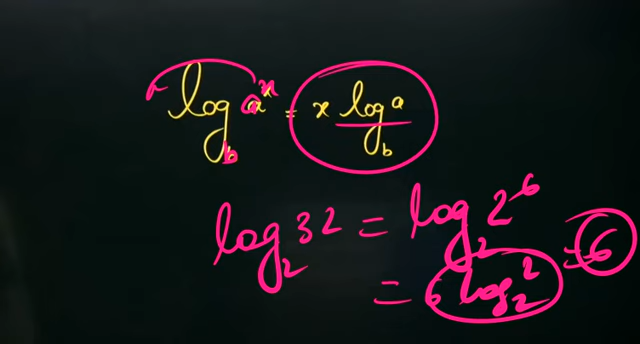 log_b a^x = x log_b a
log_2 32 = log_2 2^6
= 6 log_2 2 = 6